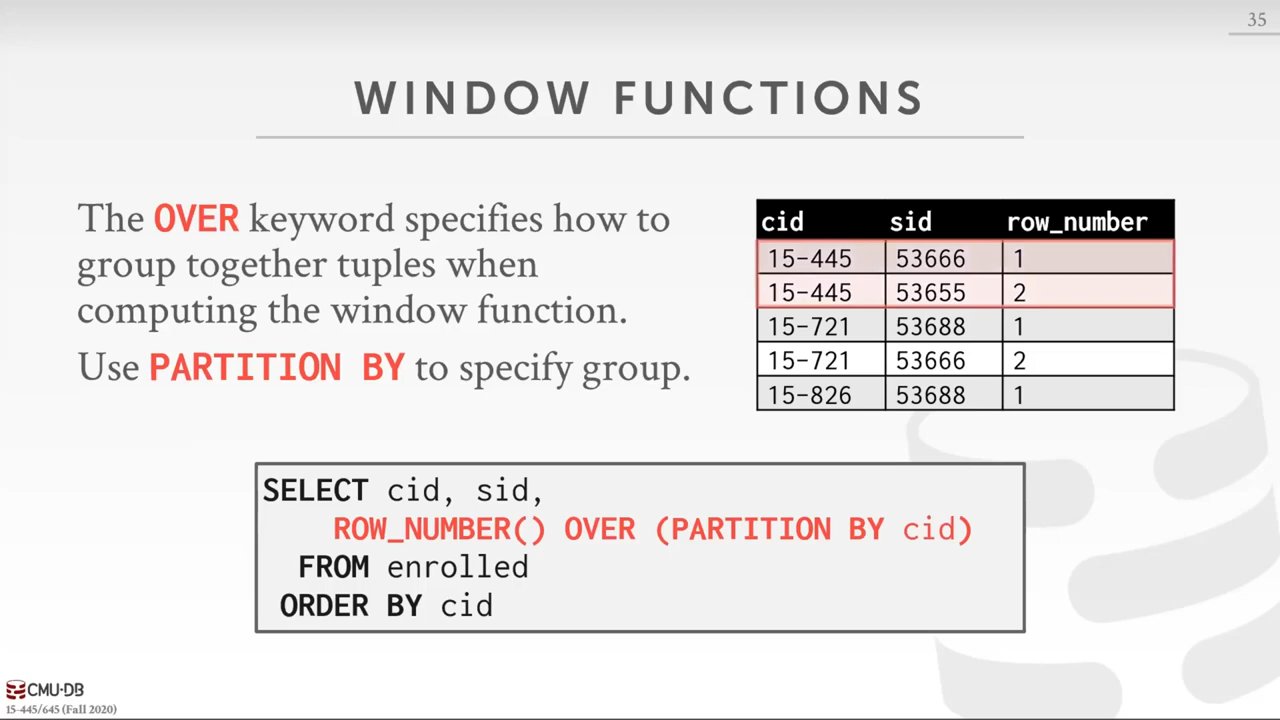 35
WINDOW FUNCTIONS
The OVER keyword specifies how to
group together tuples when
computing the window function.
Use PARTITION BY to specify group.
cid sid row_number
15-445 53666 1
15-445 53655 2
15-721 53688 1
15-721 53666 2
15-826 53688 1
SELECT cid, sid,
ROW_NUMBER() OVER (PARTITION BY cid)
FROM enrolled
ORDER BY cid
CMU·DB
15-445/645 (Fall 2020)